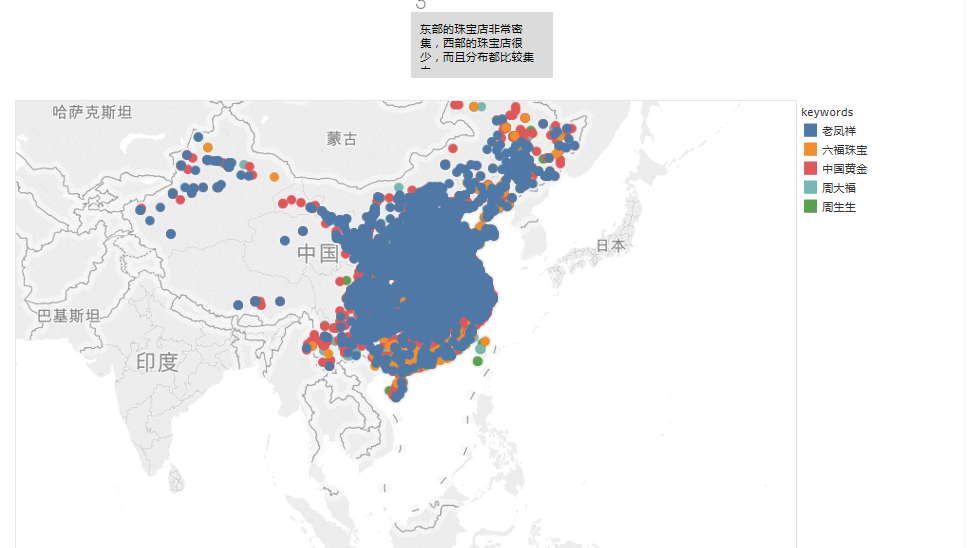 东部的珠宝店非常密
集，西部的珠宝店很
少，而且分布都比较集
哈萨克斯坦
蒙古
keywords
老凤祥
六福珠宝
中国黄金
周大福
周生生
中国
日本
巴基斯坦
印度